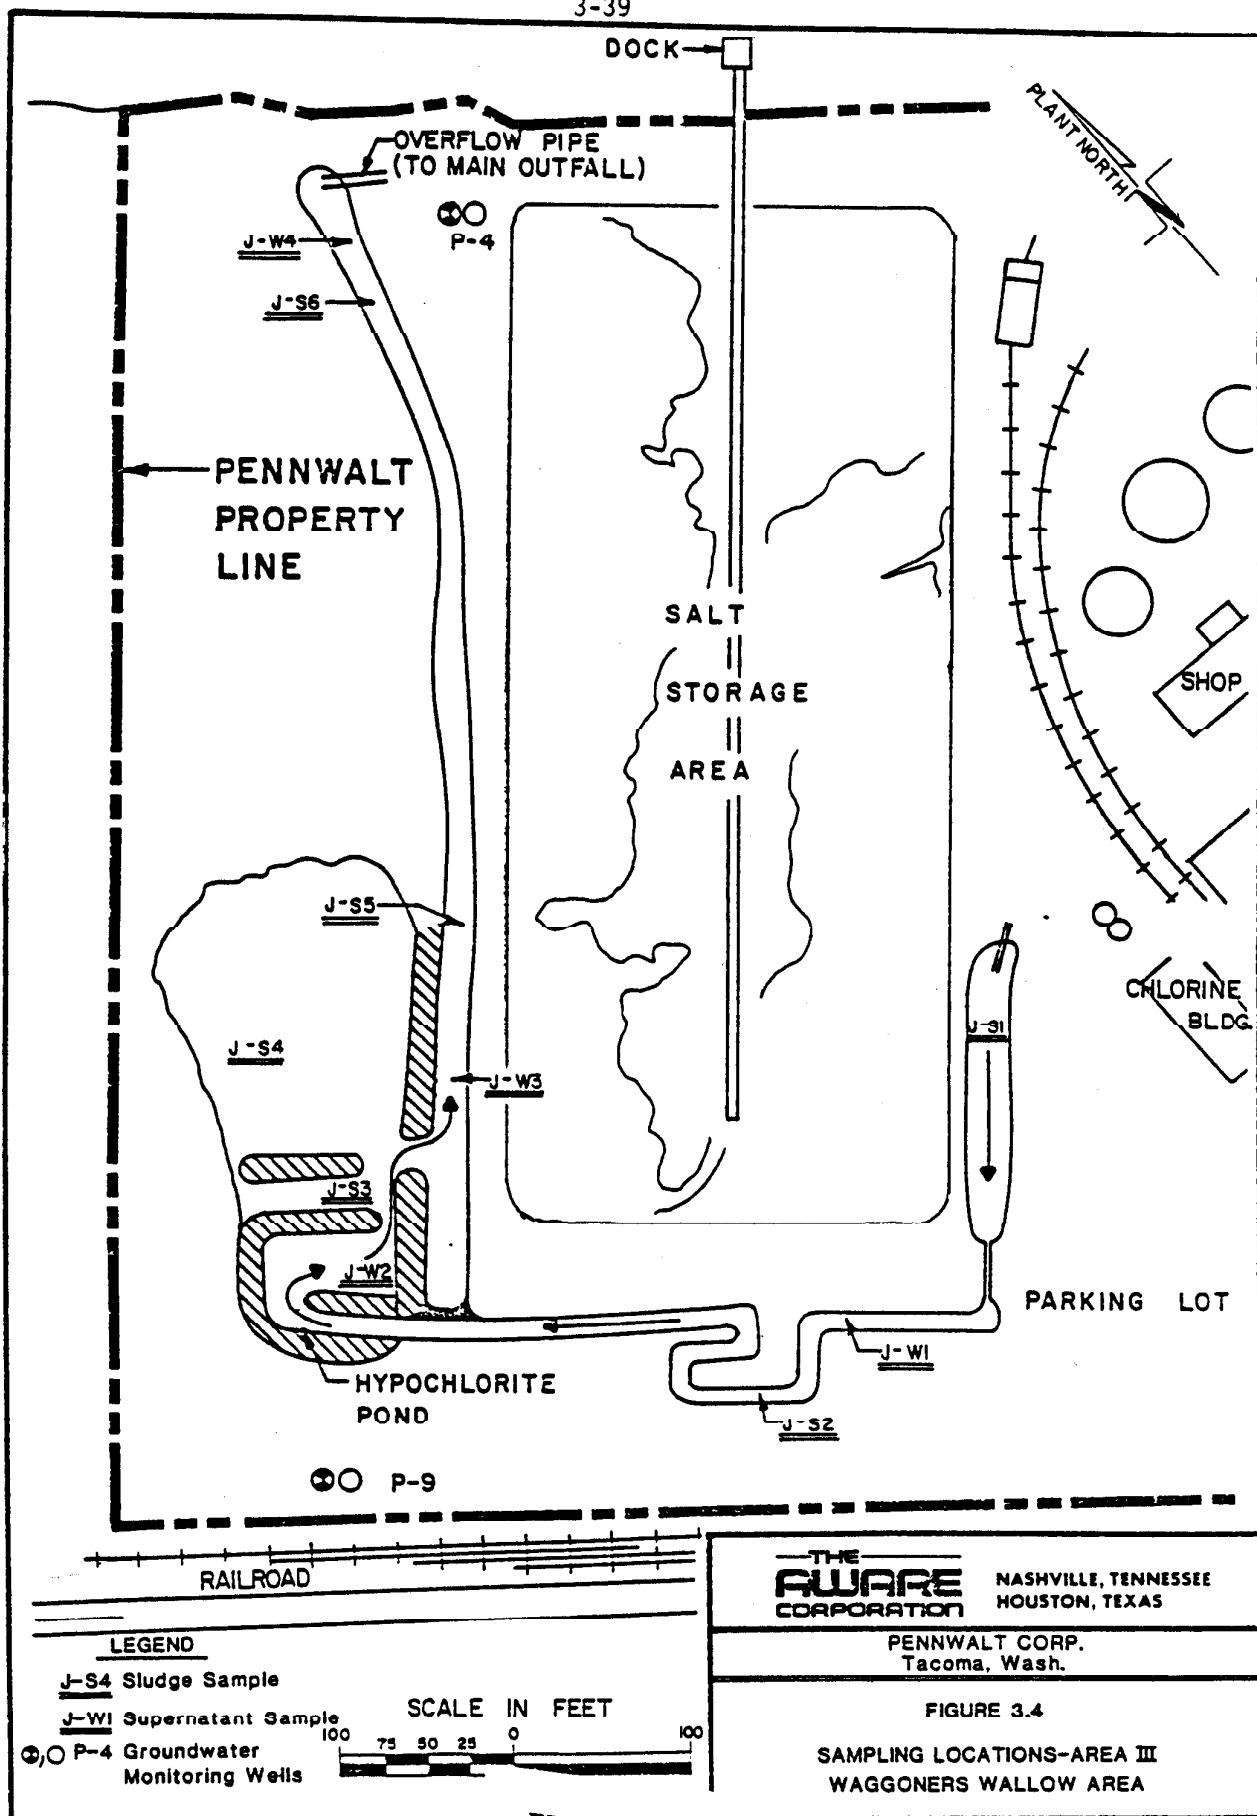 3-39
DOCK
PLANT NORTH
OVERFLOW PIPE
(TO MAIN OUTFALL)
J-W4
P-4
J-S6
PENNWALT
PROPERTY
LINE
SALT
STORAGE
AREA
SHOP
J-S5
CHLORINE
BLDG.
J-S1
J-S4
J-W3
J-S3
J-W2
PARKING LOT
J-W1
HYPOCHLORITE
POND
J-S2
P-9
RAILROAD
THE
AWARE
CORPORATION
NASHVILLE, TENNESSEE
HOUSTON, TEXAS
PENNWALT CORP.
Tacoma, Wash.
LEGEND
J-S4 Sludge Sample
J-W1 Supernatant Sample
P-4 Groundwater
Monitoring Wells
SCALE IN FEET
100 75 50 25 0 100
FIGURE 3.4
SAMPLING LOCATIONS-AREA III
WAGGONERS WALLOW AREA